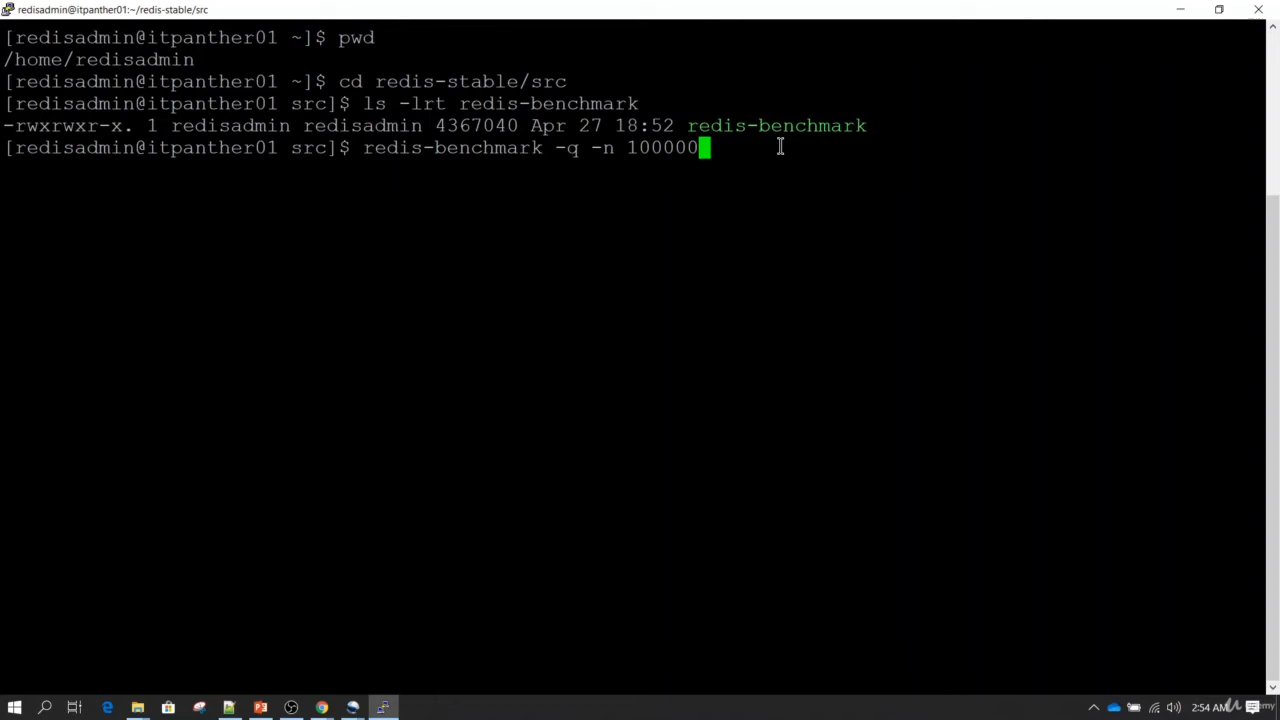 redisadmin@itpanther01:~/redis-stable/src
[redisadmin@itpanther01 ~]$ pwd
/home/redisadmin
[redisadmin@itpanther01 ~]$ cd redis-stable/src
[redisadmin@itpanther01 src]$ ls -lrt redis-benchmark
-rwxrwxr-x. 1 redisadmin redisadmin 4367040 Apr 27 18:52 redis-benchmark
[redisadmin@itpanther01 src]$ redis-benchmark -q -n 100000
2:54 AM